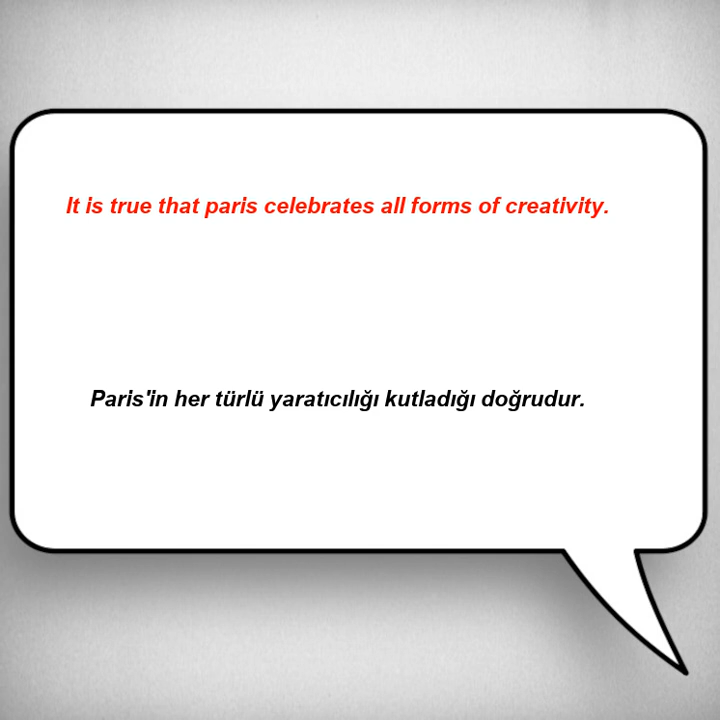 It is true that paris celebrates all forms of creativity.
Paris'in her türlü yaratıcılığı kutladığı doğrudur.